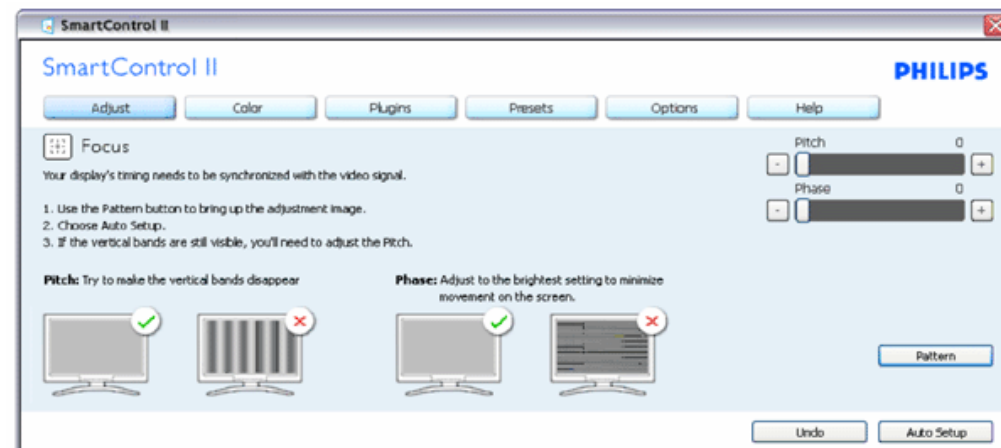 SmartControl II
SmartControl II
PHILIPS
Adjust Color Plugins Presets Options Help
Focus
Your display's timing needs to be synchronized with the video signal.
1. Use the Pattern button to bring up the adjustment image.
2. Choose Auto Setup.
3. If the vertical bands are still visible, you'll need to adjust the Pitch.
Pitch 0
- +
Phase 0
- +
Pitch: Try to make the vertical bands disappear
Phase: Adjust to the brightest setting to minimize
movement on the screen.
Pattern
Undo Auto Setup